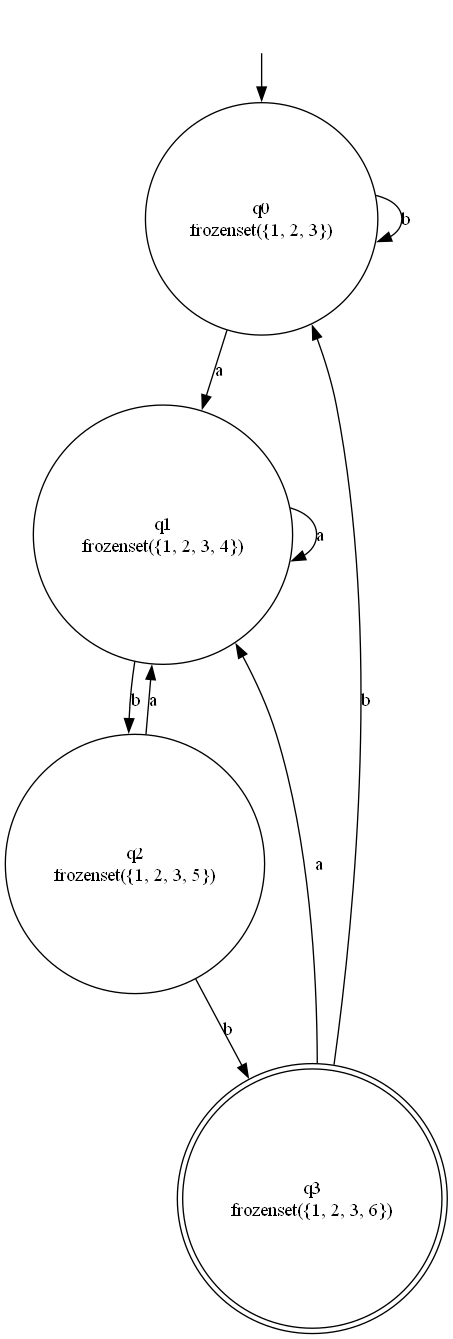 q0
frozenset({1, 2, 3})
b
a
q1
frozenset({1, 2, 3, 4})
a
b
a
b
q2
frozenset({1, 2, 3, 5})
a
b
q3
frozenset({1, 2, 3, 6})